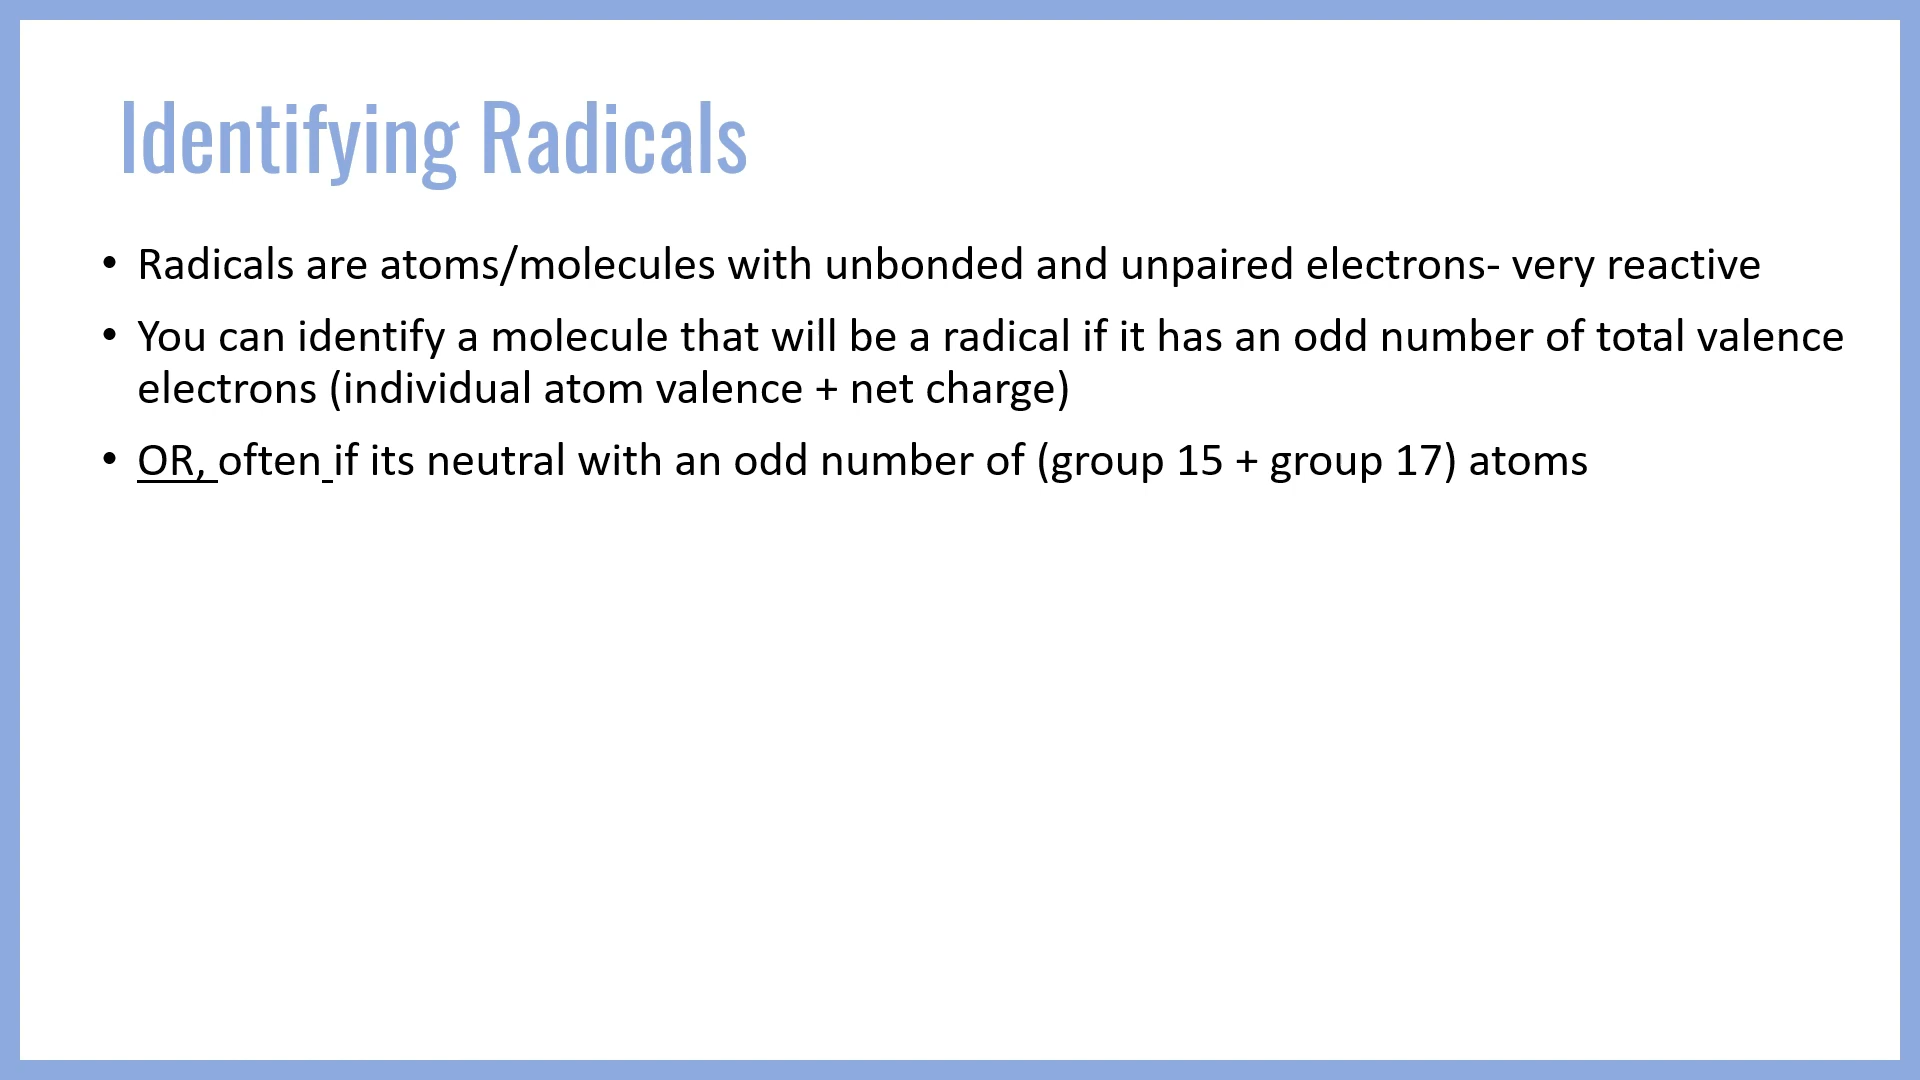 Identifying Radicals
• Radicals are atoms/molecules with unbonded and unpaired electrons- very reactive
• You can identify a molecule that will be a radical if it has an odd number of total valence
electrons (individual atom valence + net charge)
• OR, often if its neutral with an odd number of (group 15 + group 17) atoms